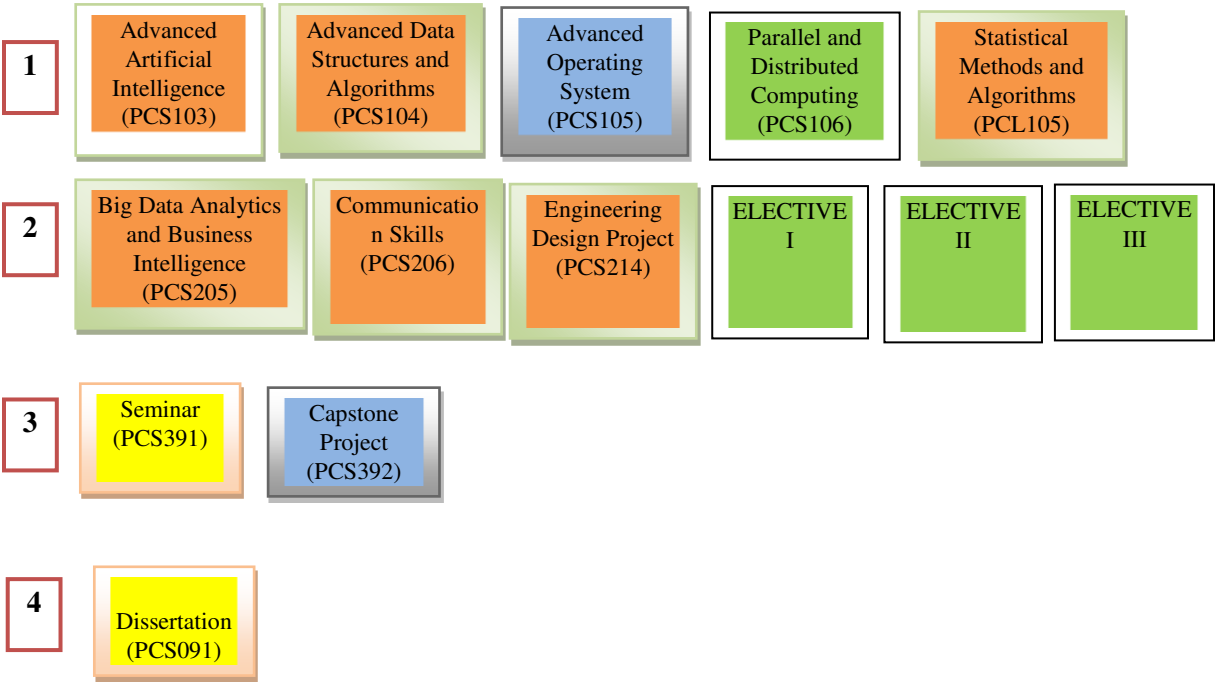 1
Advanced
Artificial
Intelligence
(PCS103)
Advanced Data
Structures and
Algorithms
(PCS104)
Advanced
Operating
System
(PCS105)
Parallel and
Distributed
Computing
(PCS106)
Statistical
Methods and
Algorithms
(PCL105)
2
Big Data Analytics
and Business
Intelligence
(PCS205)
Communicatio
n Skills
(PCS206)
Engineering
Design Project
(PCS214)
ELECTIVE
I
ELECTIVE
II
ELECTIVE
III
3
Seminar
(PCS391)
Capstone
Project
(PCS392)
4
Dissertation
(PCS091)